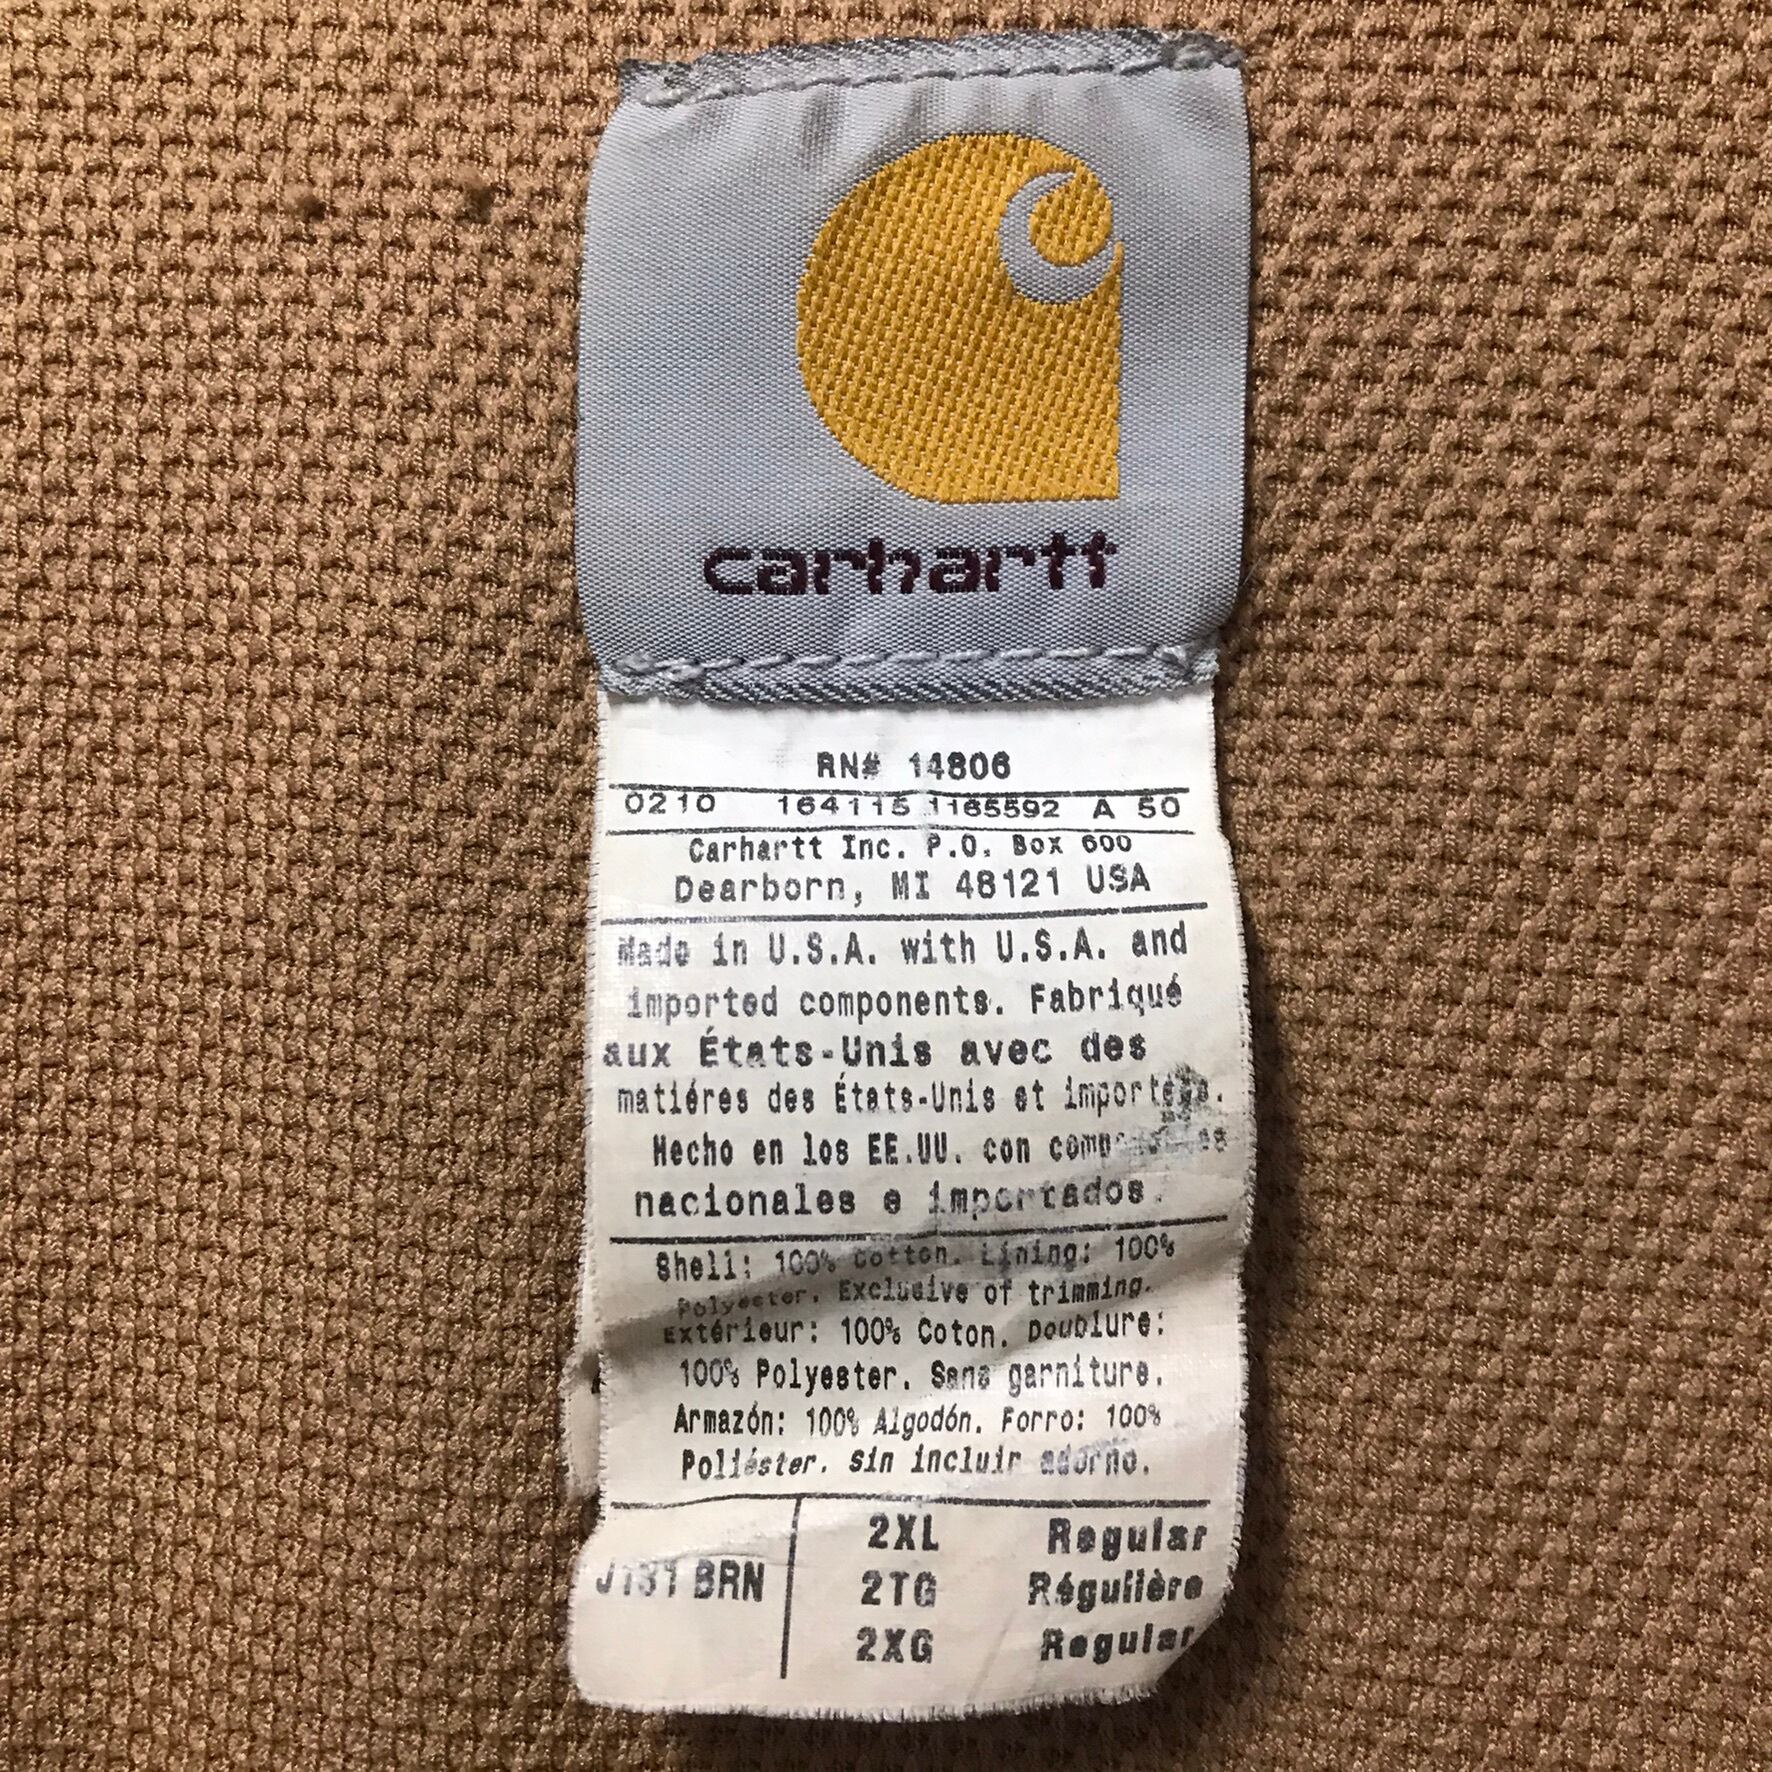 carhartt
RN# 14806
0210 164115 1165592 A 50
Carhartt Inc. P.O. Box 600
Dearborn, MI 48121 USA
Made in U.S.A. with U.S.A. and
imported components. Fabriqué
aux États-Unis avec des
matiéres des États-Unis et importées.
Hecho en los EE.UU. con componentes
nacionales e importados.
Shell: 100% Cotton. Lining: 100%
Polyester. Exclusive of trimming.
Extérieur: 100% Coton. Doublure:
100% Polyester. Sans garniture.
Armazón: 100% Algodón. Forro: 100%
Poliéster. Sin incluir adorno.
2XL Regular
J131 BRN 2TG Régulière
2XG Regular